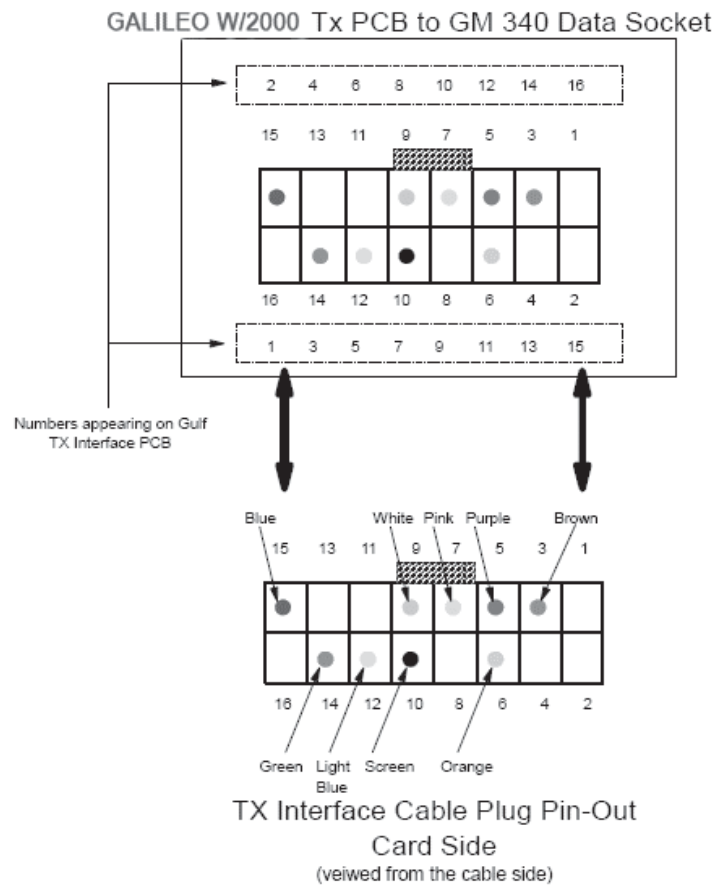 GALILEO W/2000 Tx PCB to GM 340 Data Socket
2 4 6 8 10 12 14 16
15 13 11 9 7 5 3 1
16 14 12 10 8 6 4 2
1 3 5 7 9 11 13 15
Numbers appearing on Gulf
TX Interface PCB
Blue White Pink Purple Brown
15 13 11 9 7 5 3 1
16 14 12 10 8 6 4 2
Green Light Screen Orange
Blue
TX Interface Cable Plug Pin-Out
Card Side
(veiwed from the cable side)